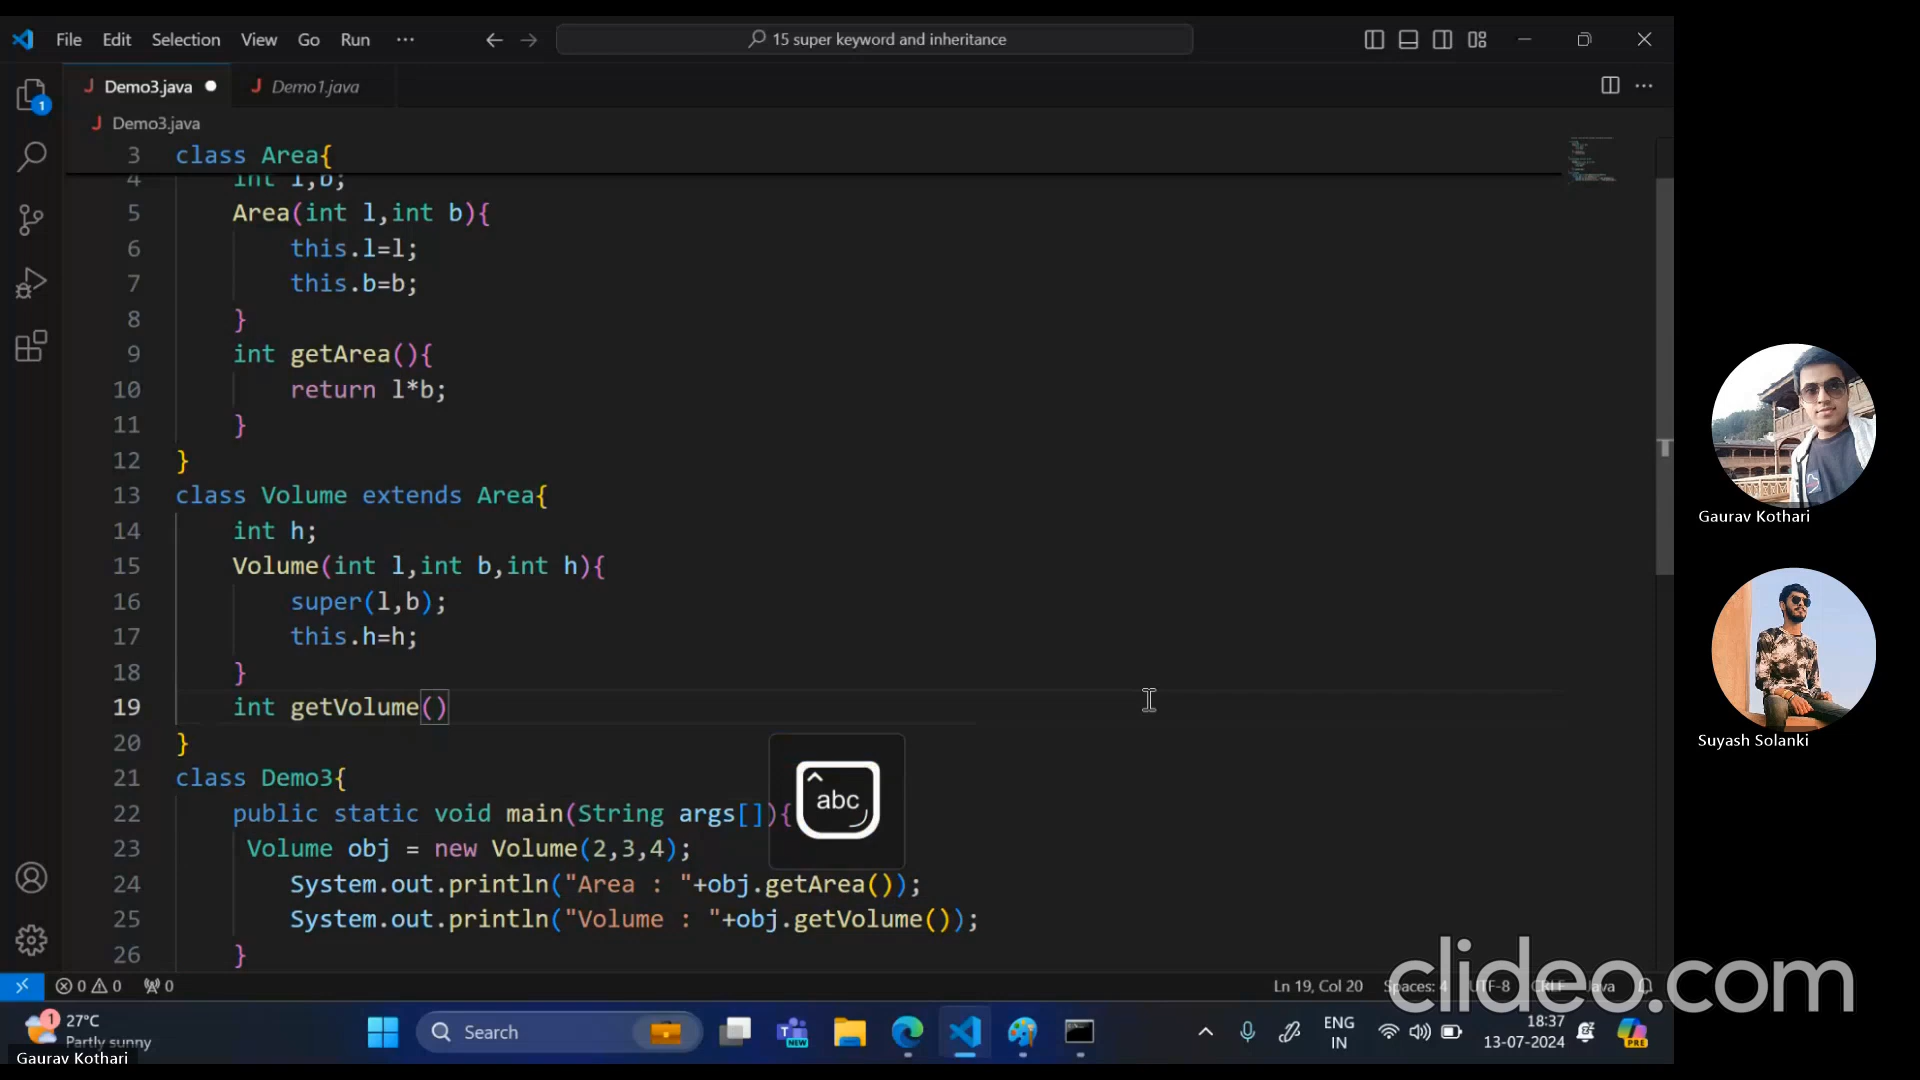 File Edit Selection View Go Run ··· 15 super keyword and inheritance
J Demo3.java J Demo1.java
J Demo3.java
3 class Area{
4 int l,b;
5 Area(int l,int b){
6 this.l=l;
7 this.b=b;
8 }
9 int getArea(){
10 return l*b;
11 }
12 }
13 class Volume extends Area{
14 int h;
15 Volume(int l,int b,int h){
16 super(l,b);
17 this.h=h;
18 }
19 int getVolume()
20 }
21 class Demo3{
22 public static void main(String args[]){
23 Volume obj = new Volume(2,3,4);
24 System.out.println("Area : "+obj.getArea());
25 System.out.println("Volume : "+obj.getVolume());
26 }
abc
1
Gaurav Kothari
Suyash Solanki
0 0 0 Ln 19, Col 20 Spaces: 4 UTF-8 CRLF Java
clideo.com
1 27°C
Partly sunny
Search
NEW
ENG
IN
18:37
13-07-2024
PRE
Gaurav Kothari